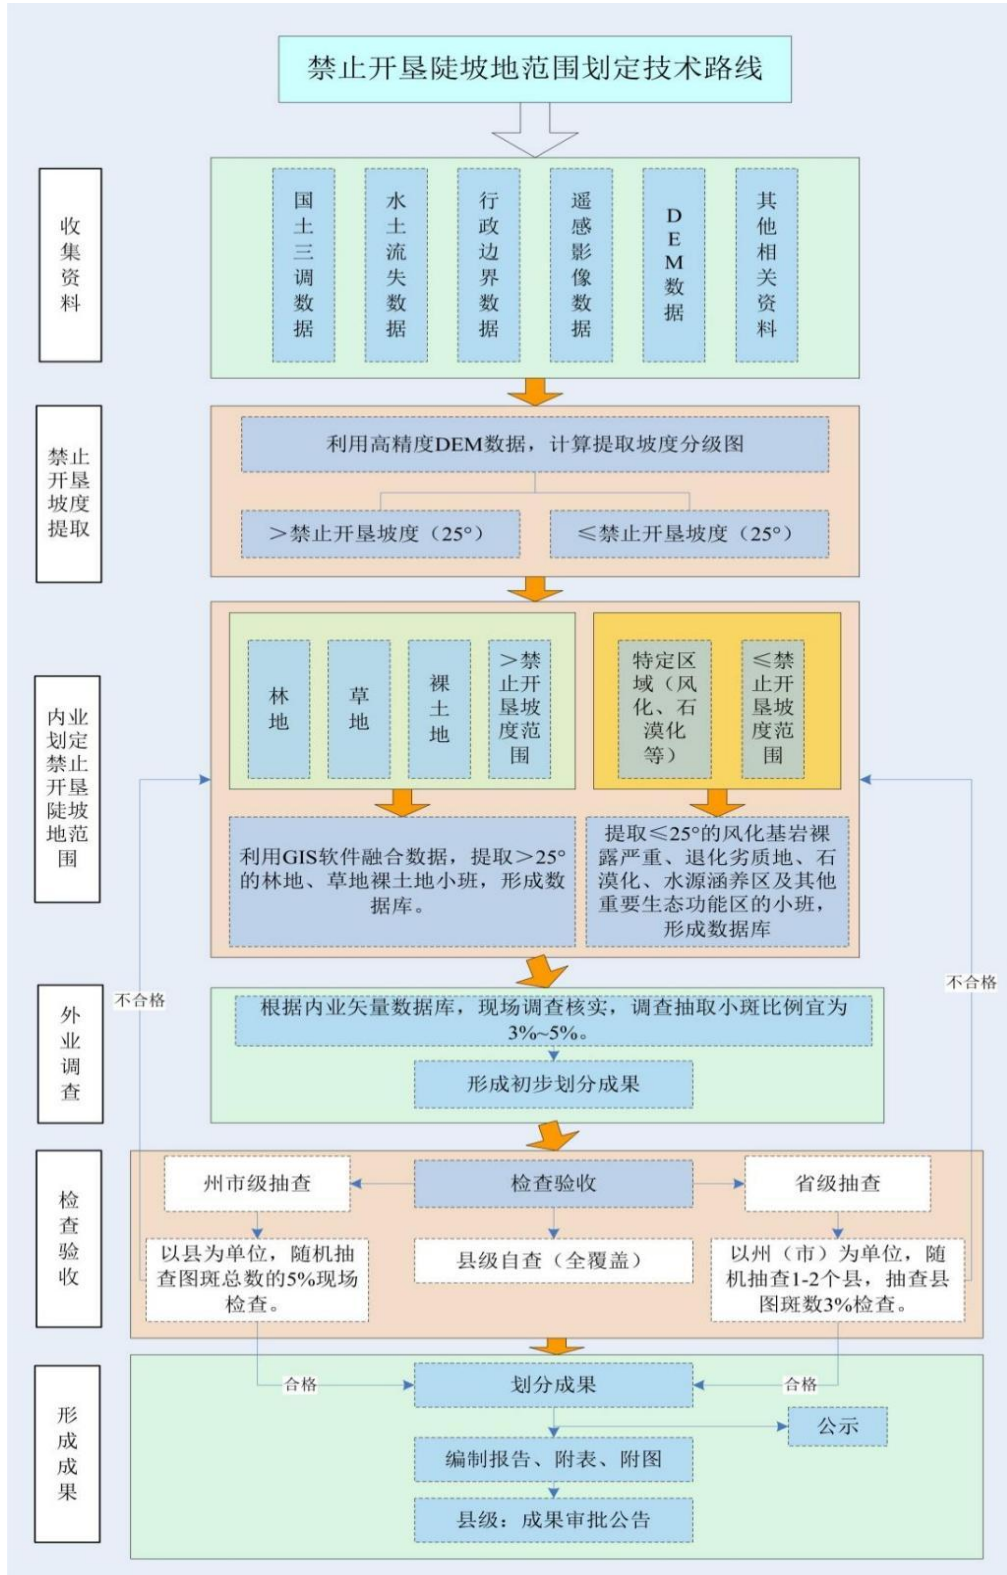 禁止开垦陡坡地范围划定技术路线
收集资料
国土三调数据
水土流失数据
行政边界数据
遥感影像数据
DEM数据
其他相关资料
禁止
开垦
坡度
提取
利用高精度DEM数据，计算提取坡度分级图
＞禁止开垦坡度（25°）
≤禁止开垦坡度（25°）
内业
划定
禁止
开垦
陡坡
地范
围
林地
草地
裸土地
＞禁
止开
垦坡
度范
围
特定区
域（风
化、石
漠化
等）
≤禁
止开
垦坡
度范
围
利用GIS软件融合数据，提取＞25°
的林地、草地裸土地小班，形成数
据库。
提取≤25°的风化基岩裸
露严重、退化劣质地、石
漠化、水源涵养区及其他
重要生态功能区的小班，
形成数据库
不合格
不合格
外业调查
根据内业矢量数据库，现场调查核实，调查抽取小斑比例宜为
3%~5%。
形成初步划分成果
检查验收
州市级抽查
检查验收
省级抽查
以县为单位，随机抽
查图斑总数的5%现场
检查。
县级自查（全覆盖）
以州（市）为单位，随
机抽查1-2个县，抽查县
图斑数3%检查。
形成成果
合格
划分成果
合格
公示
编制报告、附表、附图
县级：成果审批公告